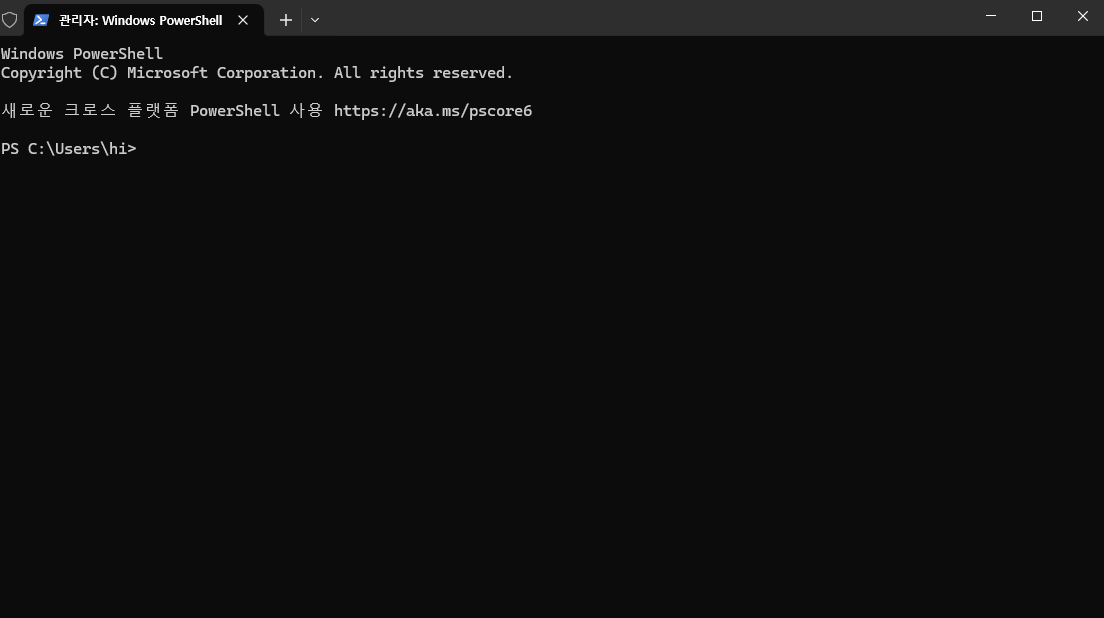 관리자: Windows PowerShell
Windows PowerShell
Copyright (C) Microsoft Corporation. All rights reserved.
새로운 크로스 플랫폼 PowerShell 사용 https://aka.ms/pscore6
PS C:\Users\hi>